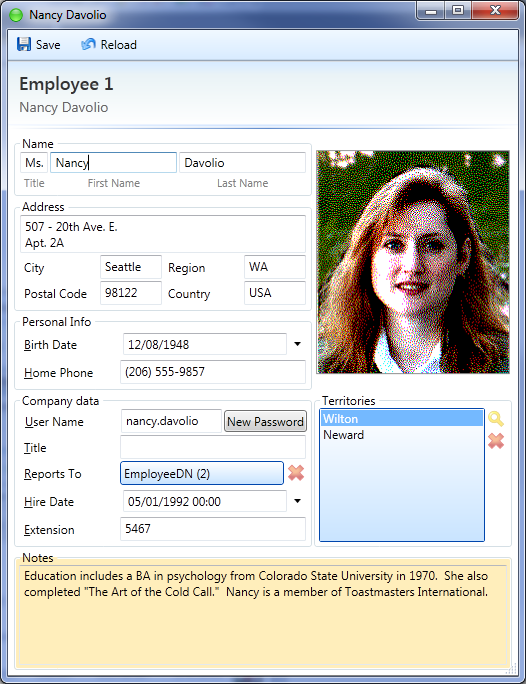 Nancy Davolio
Save Reload
Employee 1
Nancy Davolio
Name
Ms. Nancy Davolio
Title First Name Last Name
Address
507 - 20th Ave. E.
Apt. 2A
City Seattle Region WA
Postal Code 98122 Country USA
Personal Info
Birth Date 12/08/1948
Home Phone (206) 555-9857
Company data
User Name nancy.davolio New Password
Title
Reports To EmployeeDN (2)
Hire Date 05/01/1992 00:00
Extension 5467
Territories
Wilton
Neward
Notes
Education includes a BA in psychology from Colorado State University in 1970. She also
completed "The Art of the Cold Call." Nancy is a member of Toastmasters International.